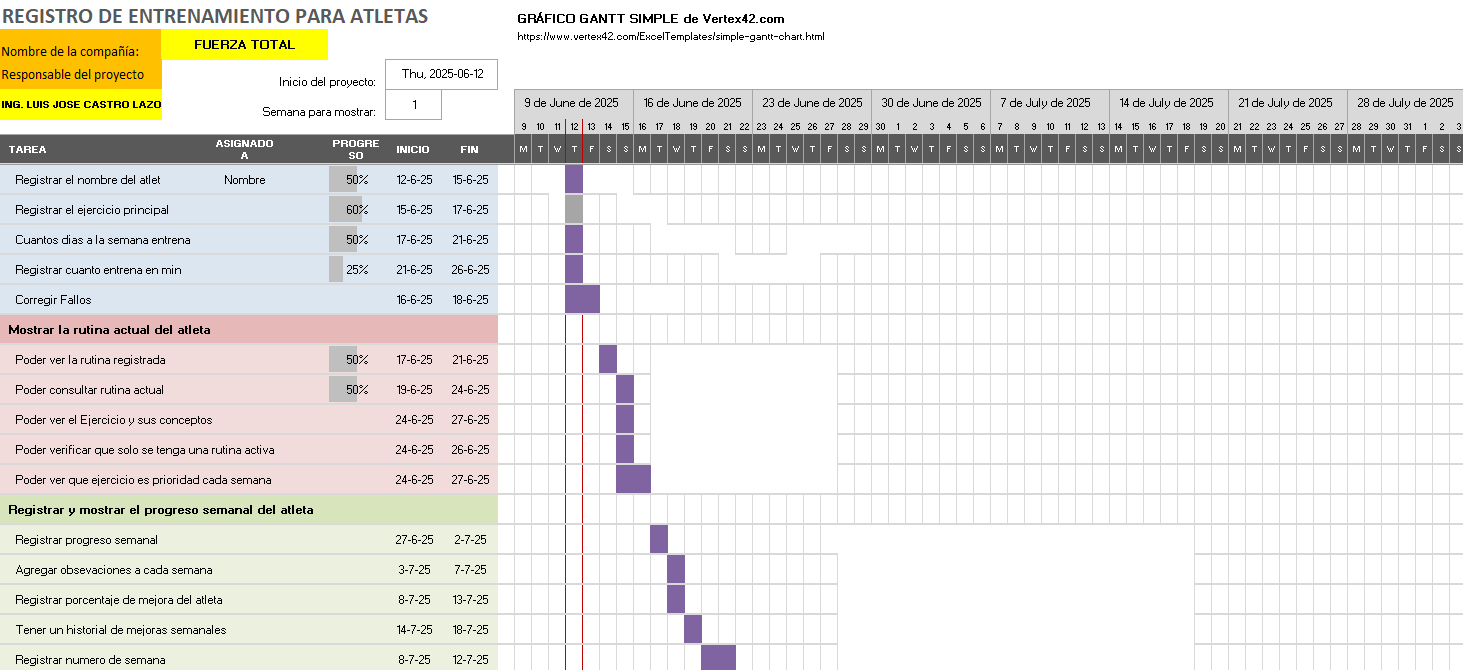 REGISTRO DE ENTRENAMIENTO PARA ATLETAS
GRÁFICO GANTT SIMPLE de Vertex42.com
https://www.vertex42.com/ExcelTemplates/simple-gantt-chart.html
Nombre de la compañía: FUERZA TOTAL
Responsable del proyecto
Inicio del proyecto: Thu, 2025-06-12
ING. LUIS JOSE CASTRO LAZO
Semana para mostrar: 1
9 de June de 2025 16 de June de 2025 23 de June de 2025 30 de June de 2025 7 de July de 2025 14 de July de 2025 21 de July de 2025 28 de July de 2025
9 10 11 12 13 14 15 16 17 18 19 20 21 22 23 24 25 26 27 28 29 30 1 2 3 4 5 6 7 8 9 10 11 12 13 14 15 16 17 18 19 20 21 22 23 24 25 26 27 28 29 30 31 1 2 3
TAREA ASIGNADO A PROGRESO INICIO FIN M T W T F S S M T W T F S S M T W T F S S M T W T F S S M T W T F S S M T W T F S S M T W T F S S M T W T F S S
Registrar el nombre del atlet Nombre 50% 12-6-25 15-6-25
Registrar el ejercicio principal 60% 15-6-25 17-6-25
Cuantos dias a la semana entrena 50% 17-6-25 21-6-25
Registrar cuanto entrena en min 25% 21-6-25 26-6-25
Corregir Fallos 16-6-25 18-6-25
Mostrar la rutina actual del atleta
Poder ver la rutina registrada 50% 17-6-25 21-6-25
Poder consultar rutina actual 50% 19-6-25 24-6-25
Poder ver el Ejercicio y sus conceptos 24-6-25 27-6-25
Poder verificar que solo se tenga una rutina activa 24-6-25 26-6-25
Poder ver que ejercicio es prioridad cada semana 24-6-25 27-6-25
Registrar y mostrar el progreso semanal del atleta
Registrar progreso semanal 27-6-25 2-7-25
Agregar obsevaciones a cada semana 3-7-25 7-7-25
Registrar porcentaje de mejora del atleta 8-7-25 13-7-25
Tener un historial de mejoras semanales 14-7-25 18-7-25
Registrar numero de semana 8-7-25 12-7-25